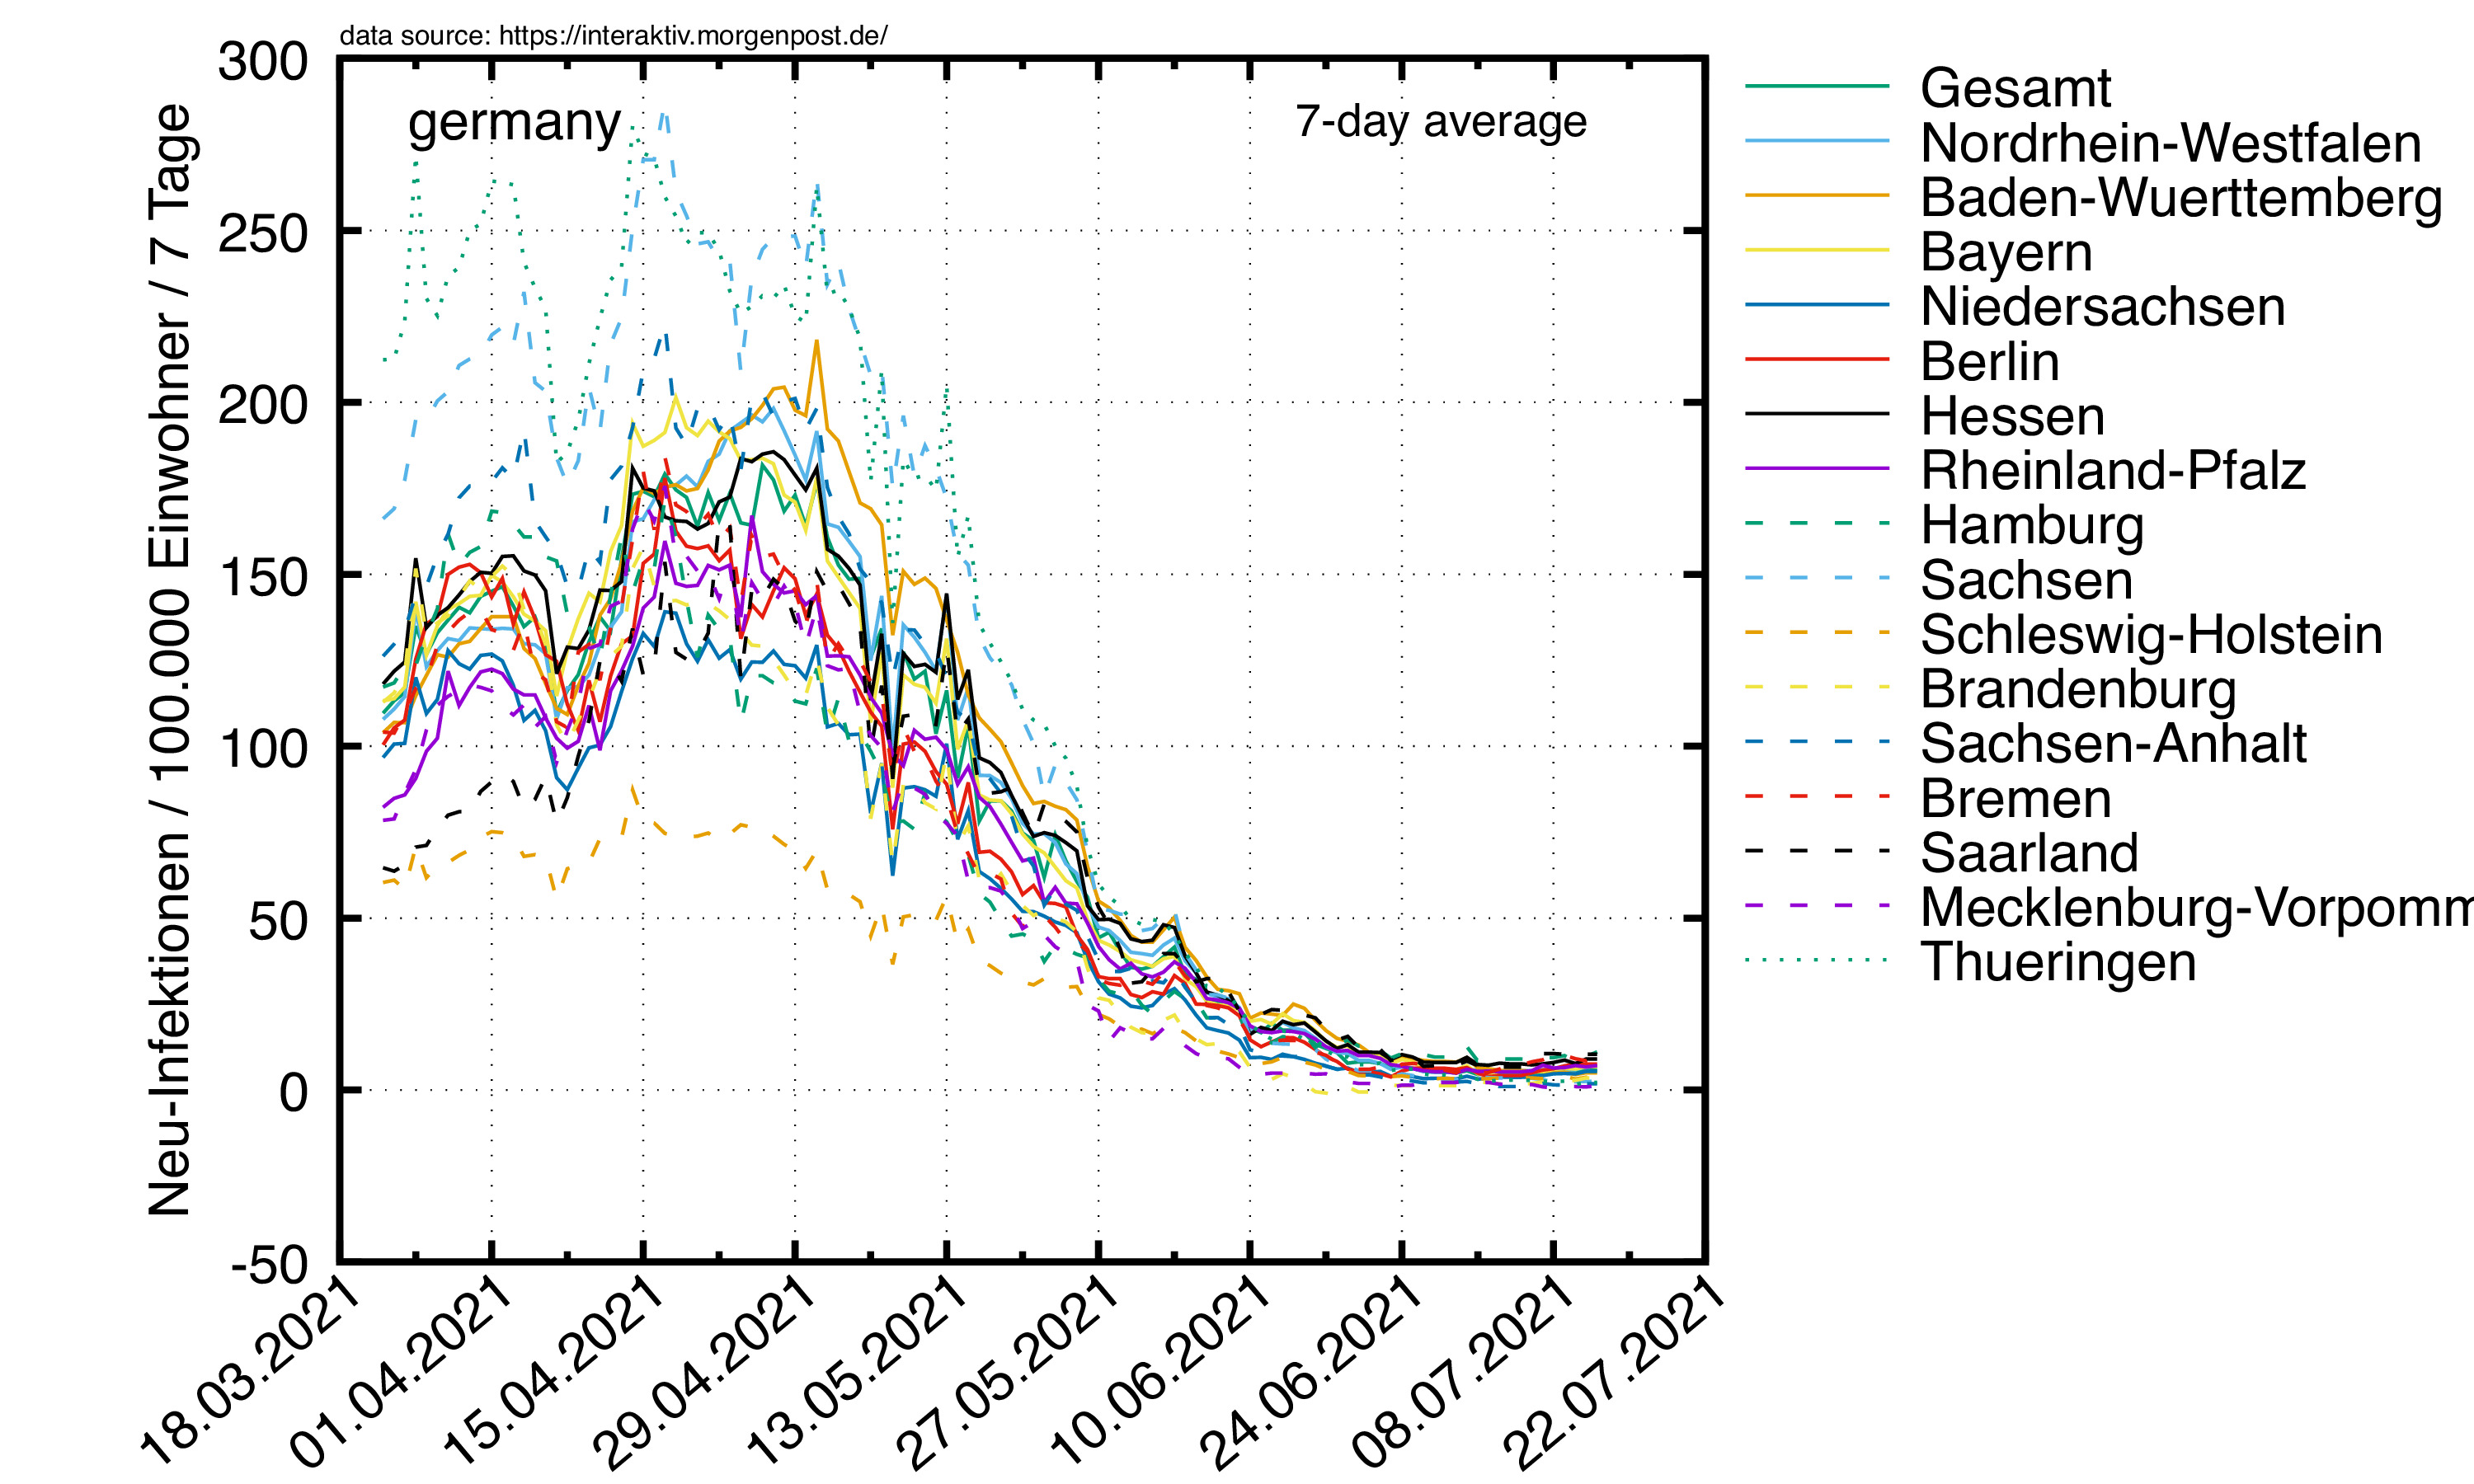 data source: https://interaktiv.morgenpost.de/
germany
7-day average
Neu-Infektionen / 100.000 Einwohner / 7 Tage
300
250
200
150
100
50
0
-50
18.03.2021
01.04.2021
15.04.2021
29.04.2021
13.05.2021
27.05.2021
10.06.2021
24.06.2021
08.07.2021
22.07.2021
Gesamt
Nordrhein-Westfalen
Baden-Wuerttemberg
Bayern
Niedersachsen
Berlin
Hessen
Rheinland-Pfalz
Hamburg
Sachsen
Schleswig-Holstein
Brandenburg
Sachsen-Anhalt
Bremen
Saarland
Mecklenburg-Vorpomm
Thueringen